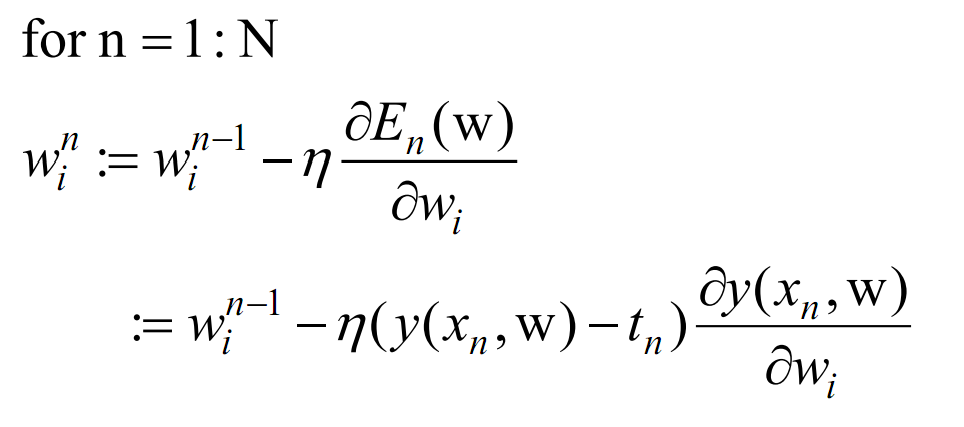 for n = 1 : N
w_i^n := w_i^{n-1} − η ∂E_n(w)/∂w_i
:= w_i^{n-1} − η(y(x_n, w) − t_n) ∂y(x_n, w)/∂w_i